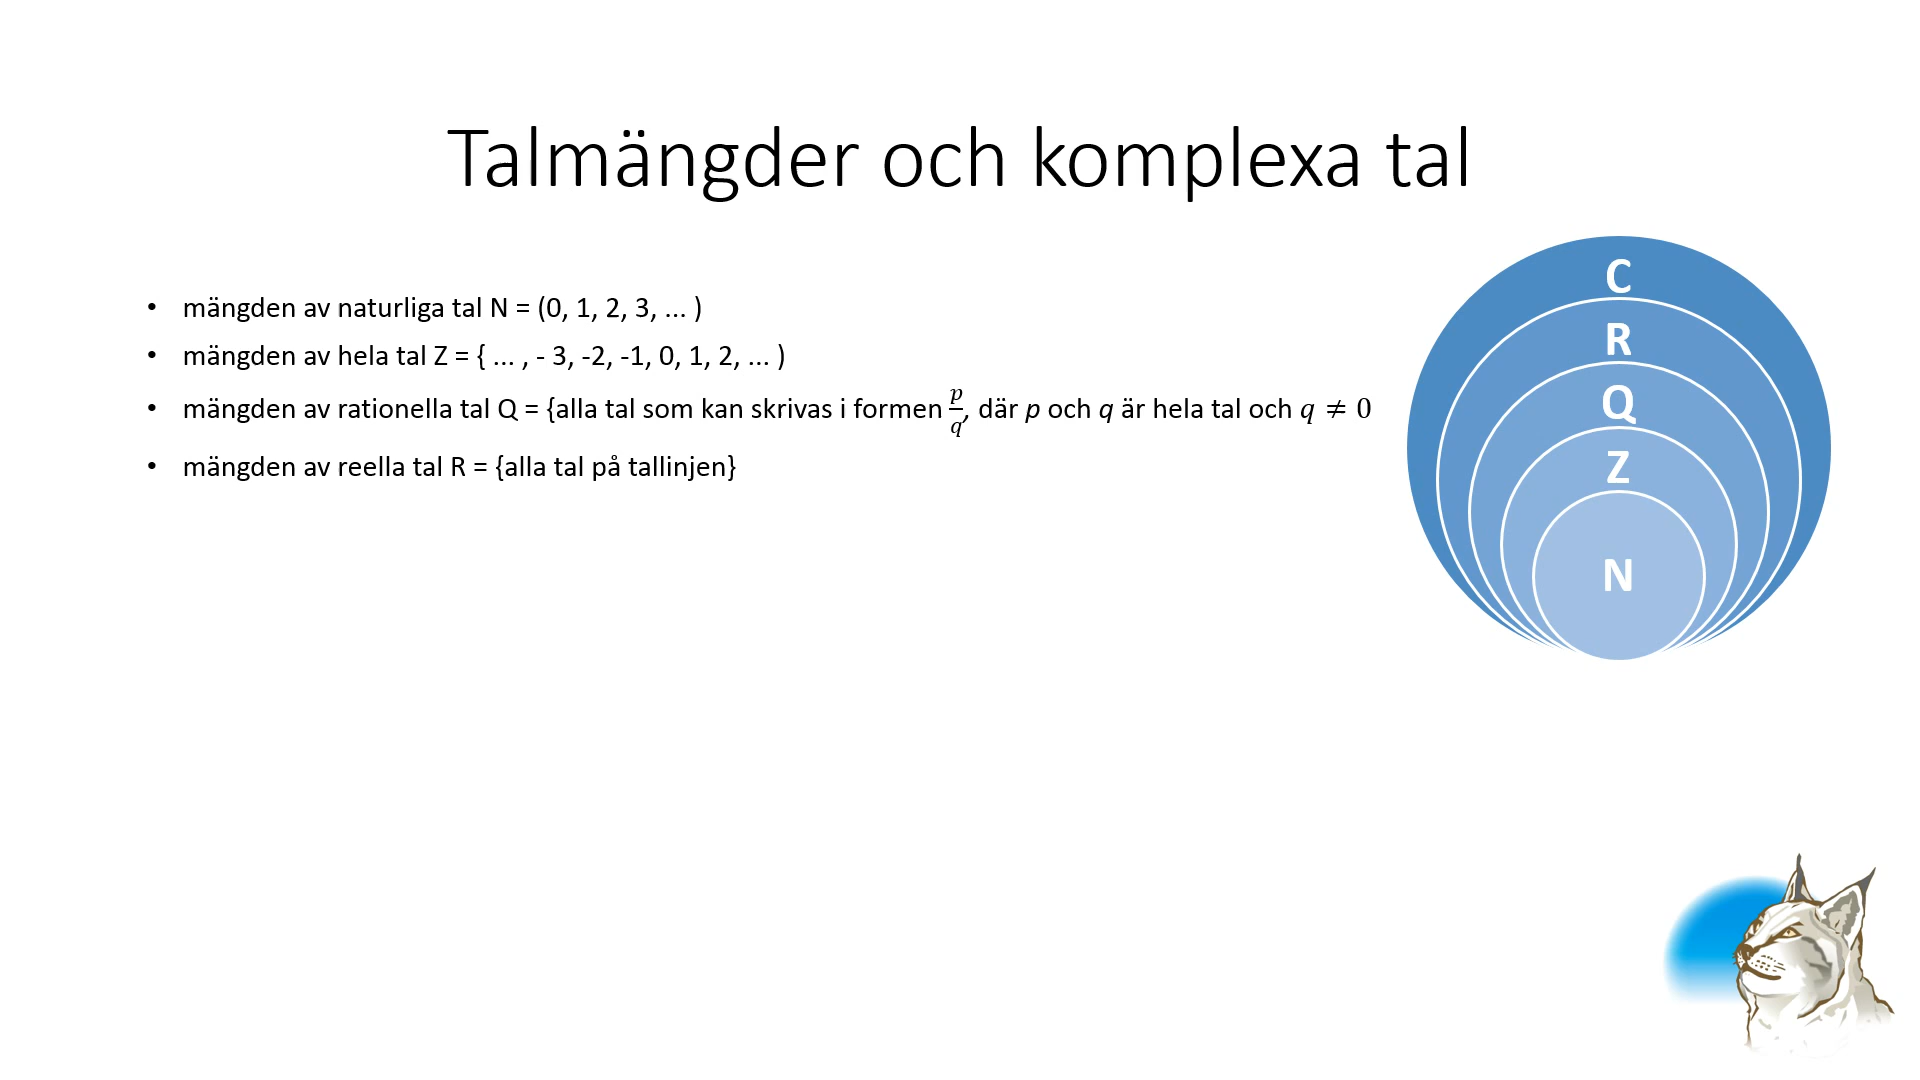 Talmängder och komplexa tal
• mängden av naturliga tal N = (0, 1, 2, 3, ... )
• mängden av hela tal Z = { ... , - 3, -2, -1, 0, 1, 2, ... )
• mängden av rationella tal Q = {alla tal som kan skrivas i formen p/q, där p och q är hela tal och q ≠ 0
• mängden av reella tal R = {alla tal på tallinjen}
C
R
Q
Z
N